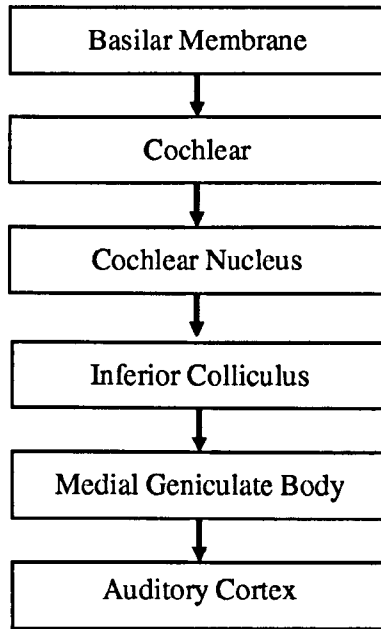 Basilar Membrane
Cochlear
Cochlear Nucleus
Inferior Colliculus
Medial Geniculate Body
Auditory Cortex